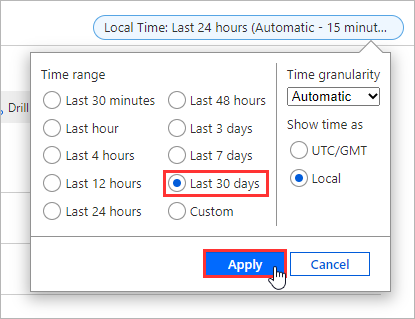 Local Time: Last 24 hours (Automatic - 15 minut...
Drill
Time range
Last 30 minutes
Last 48 hours
Last hour
Last 3 days
Last 4 hours
Last 7 days
Last 12 hours
Last 30 days
Last 24 hours
Custom
Time granularity
Automatic
Show time as
UTC/GMT
Local
Apply
Cancel